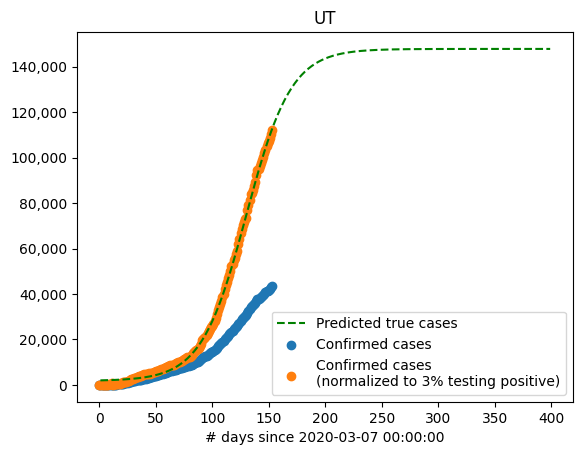 UT
140,000
120,000
100,000
80,000
60,000
40,000
20,000
0
Predicted true cases
Confirmed cases
Confirmed cases
(normalized to 3% testing positive)
0 50 100 150 200 250 300 350 400
# days since 2020-03-07 00:00:00